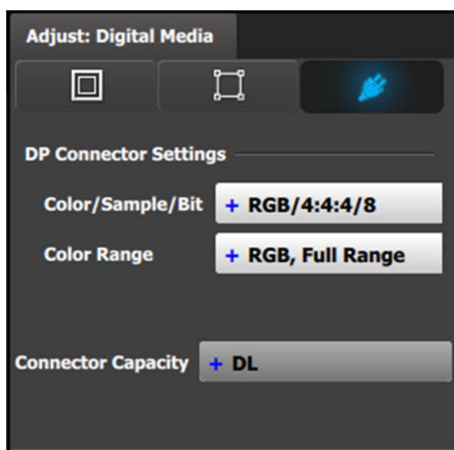 Adjust: Digital Media
DP Connector Settings
Color/Sample/Bit + RGB/4:4:4/8
Color Range + RGB, Full Range
Connector Capacity + DL